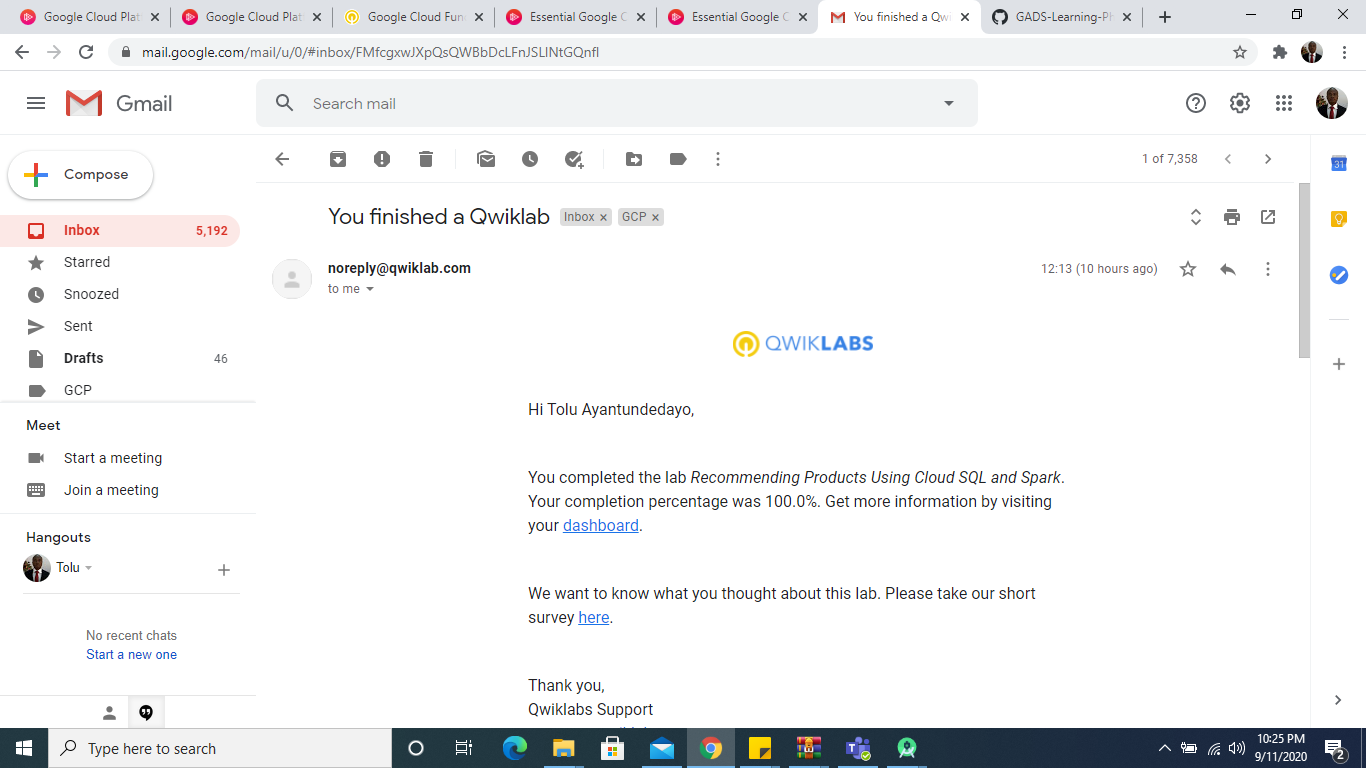 Google Cloud Plat
Google Cloud Plat
Google Cloud Fun
Essential Google C
Essential Google C
You finished a Qwi
GADS-Learning-Ph
mail.google.com/mail/u/0/#inbox/FMfcgxwJXpQsQWBbDcLFnJSLlNtGQnfl
Gmail
Search mail
Compose
1 of 7,358
31
You finished a Qwiklab
Inbox ×
GCP ×
Inbox 5,192
Starred
Snoozed
Sent
Drafts 46
GCP
noreply@qwiklab.com
12:13 (10 hours ago)
to me
QWIKLABS
Hi Tolu Ayantundedayo,
You completed the lab Recommending Products Using Cloud SQL and Spark.
Your completion percentage was 100.0%. Get more information by visiting
your dashboard.
We want to know what you thought about this lab. Please take our short
survey here.
Thank you,
Qwiklabs Support
Meet
Start a meeting
Join a meeting
Hangouts
Tolu
No recent chats
Start a new one
Type here to search
10:25 PM
9/11/2020
2